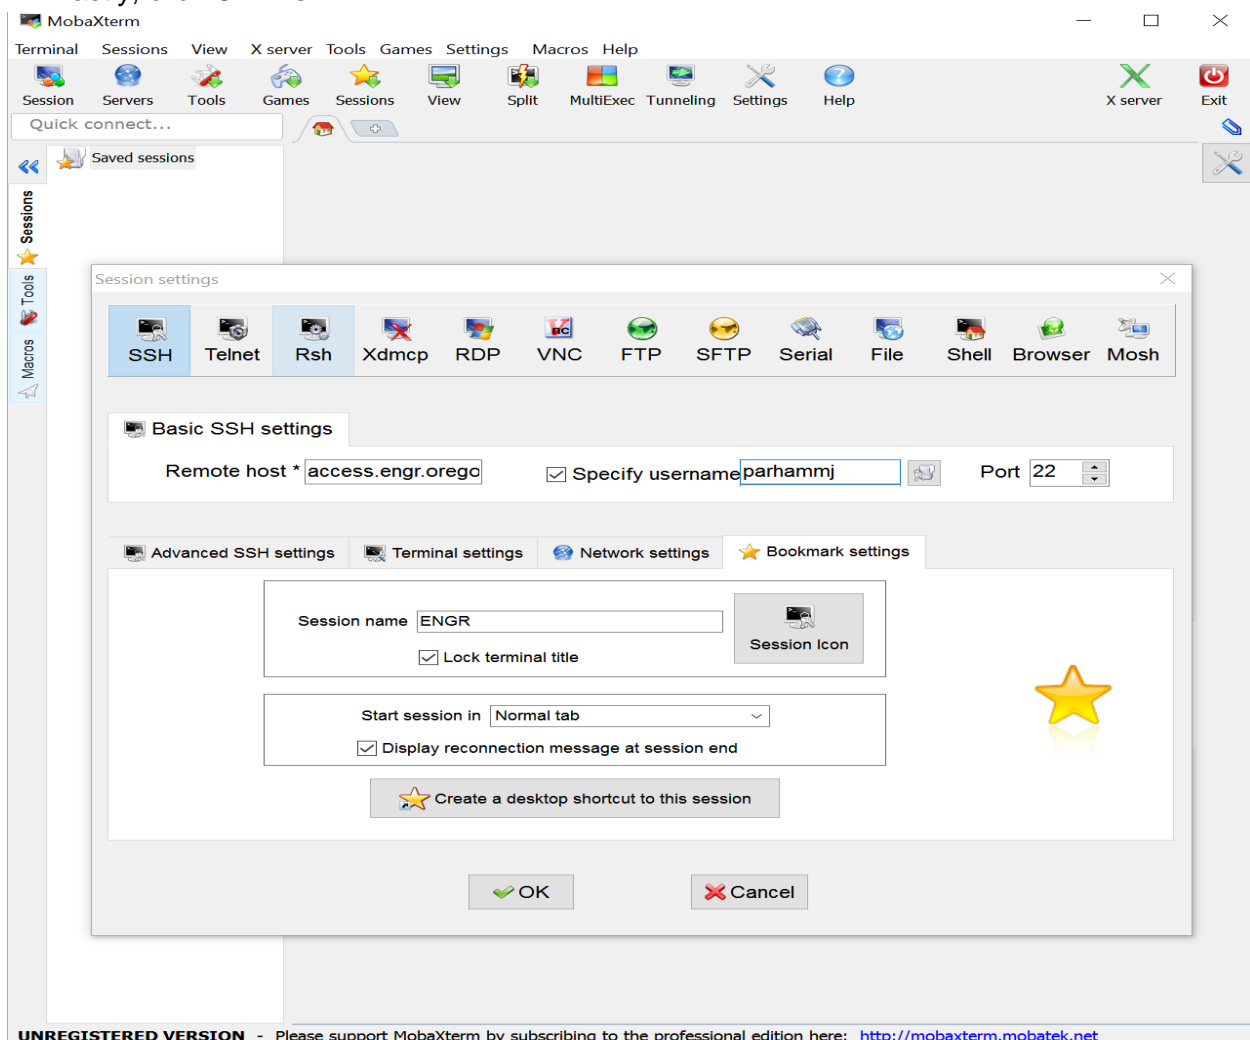 MobaXterm
Terminal Sessions View X server Tools Games Settings Macros Help
Session Servers Tools Games Sessions View Split MultiExec Tunneling Settings Help X server Exit
Quick connect...
Saved sessions
Sessions
Tools
Macros
Session settings
SSH Telnet Rsh Xdmcp RDP VNC FTP SFTP Serial File Shell Browser Mosh
Basic SSH settings
Remote host * access.engr.orego Specify username parhammj Port 22
Advanced SSH settings Terminal settings Network settings Bookmark settings
Session name ENGR
Session Icon
Lock terminal title
Start session in Normal tab
Display reconnection message at session end
Create a desktop shortcut to this session
OK Cancel
UNREGISTERED VERSION - Please support MobaXterm by subscribing to the professional edition here: http://mobaxterm.mobatek.net